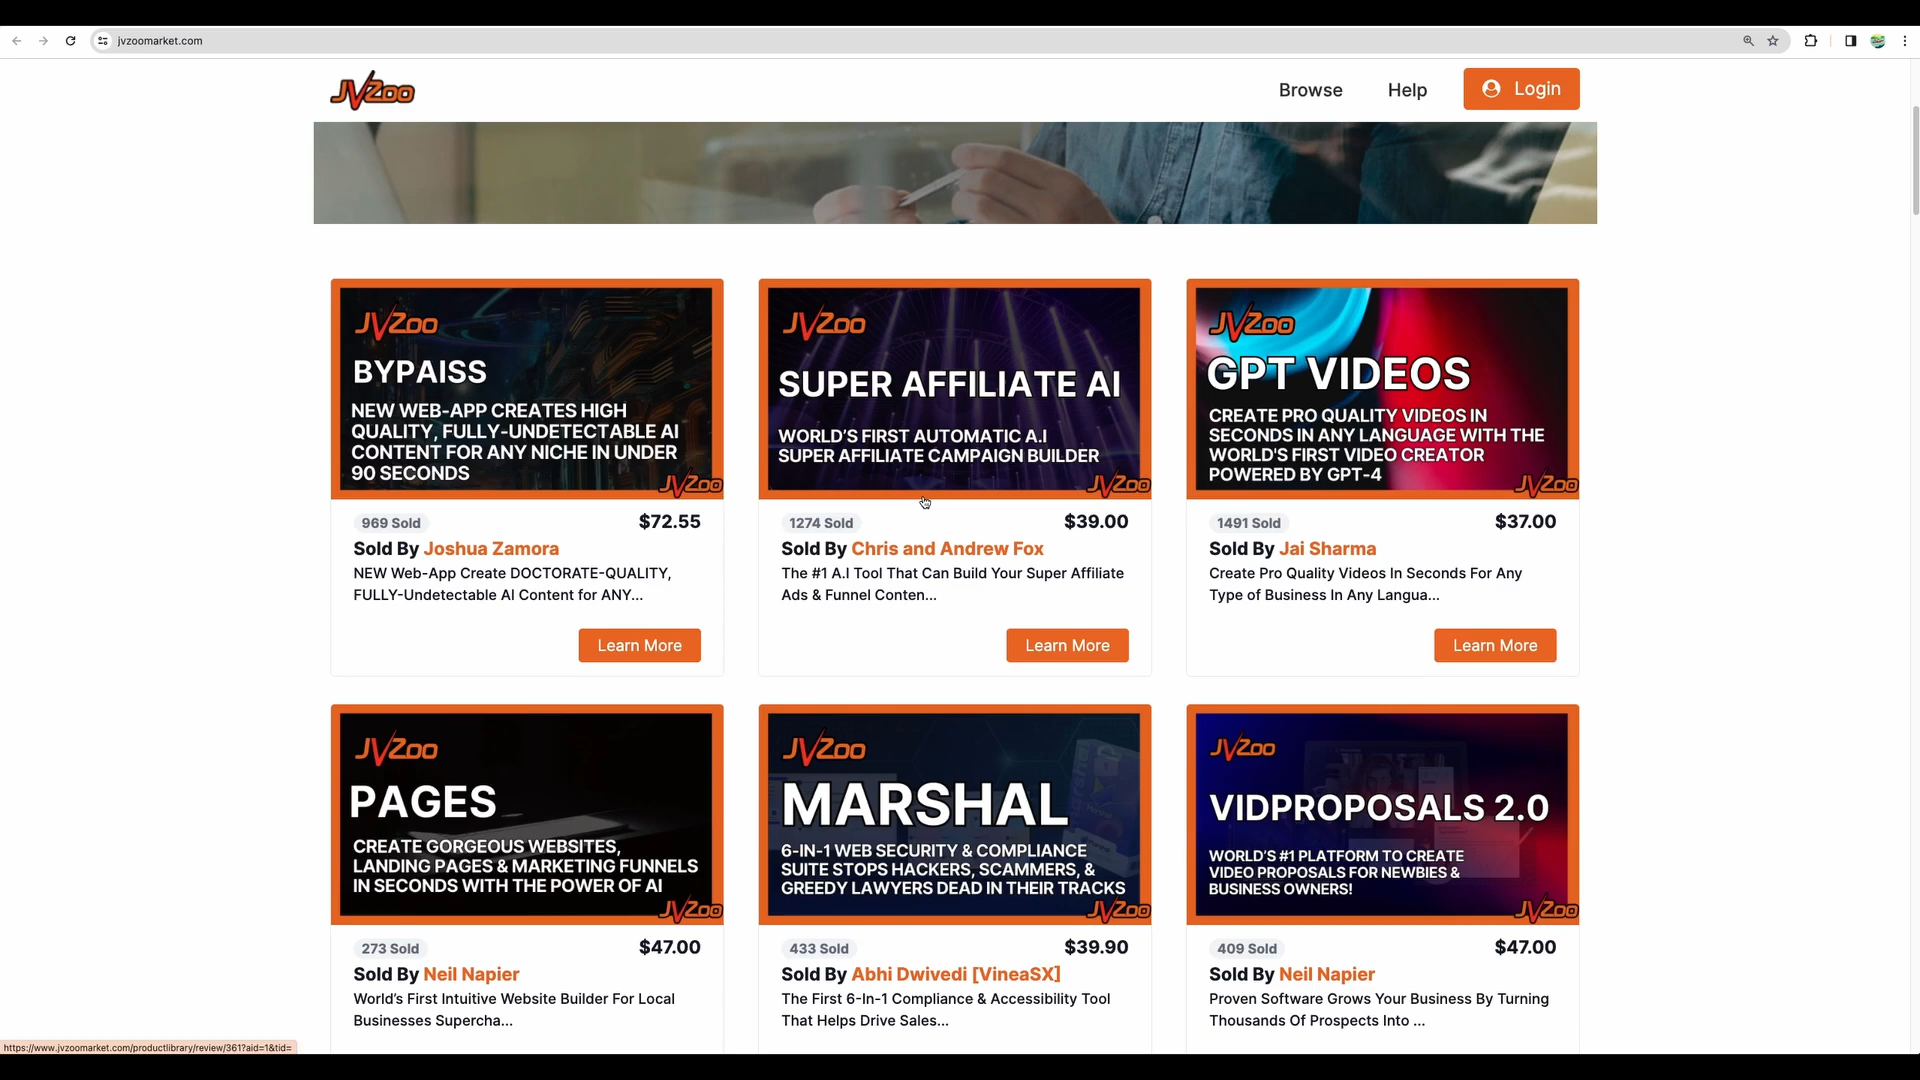 jvzoomarket.com
JVZoo
Browse
Help
Login
JVZoo
BYPAISS
NEW WEB-APP CREATES HIGH
QUALITY, FULLY-UNDETECTABLE AI
CONTENT FOR ANY NICHE IN UNDER
90 SECONDS
JVZoo
969 Sold
$72.55
Sold By Joshua Zamora
NEW Web-App Create DOCTORATE-QUALITY,
FULLY-Undetectable AI Content for ANY...
Learn More
JVZoo
SUPER AFFILIATE AI
WORLD'S FIRST AUTOMATIC A.I
SUPER AFFILIATE CAMPAIGN BUILDER
JVZoo
1274 Sold
$39.00
Sold By Chris and Andrew Fox
The #1 A.I Tool That Can Build Your Super Affiliate
Ads & Funnel Conten...
Learn More
JVZoo
GPT VIDEOS
CREATE PRO QUALITY VIDEOS IN
SECONDS IN ANY LANGUAGE WITH THE
WORLD'S FIRST VIDEO CREATOR
POWERED BY GPT-4
JVZoo
1491 Sold
$37.00
Sold By Jai Sharma
Create Pro Quality Videos In Seconds For Any
Type of Business In Any Langua...
Learn More
JVZoo
PAGES
CREATE GORGEOUS WEBSITES,
LANDING PAGES & MARKETING FUNNELS
IN SECONDS WITH THE POWER OF AI
JVZoo
273 Sold
$47.00
Sold By Neil Napier
World's First Intuitive Website Builder For Local
Businesses Supercha...
JVZoo
MARSHAL
6-IN-1 WEB SECURITY & COMPLIANCE
SUITE STOPS HACKERS, SCAMMERS, &
GREEDY LAWYERS DEAD IN THEIR TRACKS
JVZoo
433 Sold
$39.90
Sold By Abhi Dwivedi [VineaSX]
The First 6-In-1 Compliance & Accessibility Tool
That Helps Drive Sales...
JVZoo
VIDPROPOSALS 2.0
WORLD'S #1 PLATFORM TO CREATE
VIDEO PROPOSALS FOR NEWBIES &
BUSINESS OWNERS!
JVZoo
409 Sold
$47.00
Sold By Neil Napier
Proven Software Grows Your Business By Turning
Thousands Of Prospects Into ...
https://www.jvzoomarket.com/productlibrary/review/361?aid=1&tid=